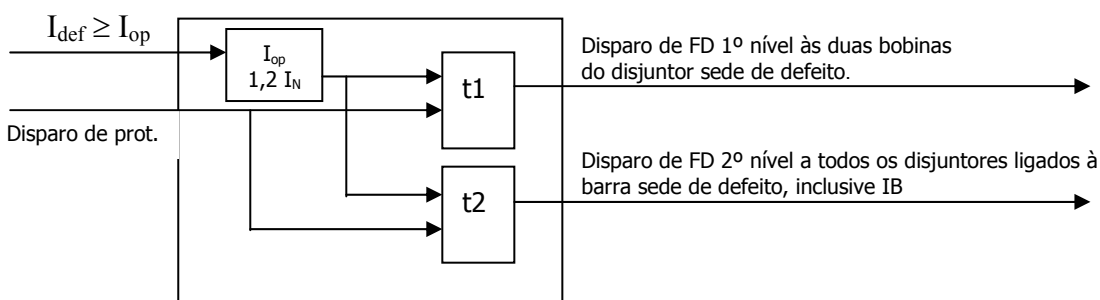 I_def ≥ I_op
I_op
1,2 I_N
Disparo de prot.
t1
Disparo de FD 1º nível às duas bobinas
do disjuntor sede de defeito.
t2
Disparo de FD 2º nível a todos os disjuntores ligados à
barra sede de defeito, inclusive IB